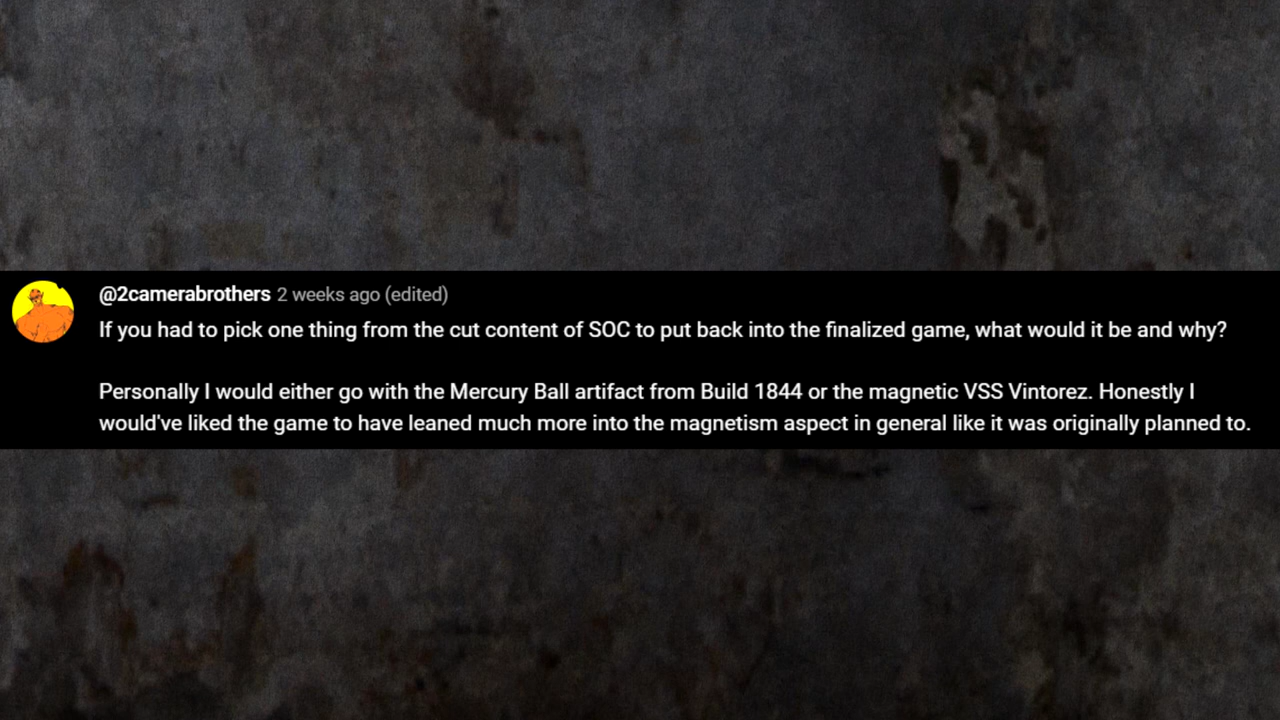 @2camerabrothers 2 weeks ago (edited)
If you had to pick one thing from the cut content of SOC to put back into the finalized game, what would it be and why?
Personally I would either go with the Mercury Ball artifact from Build 1844 or the magnetic VSS Vintorez. Honestly I
would've liked the game to have leaned much more into the magnetism aspect in general like it was originally planned to.